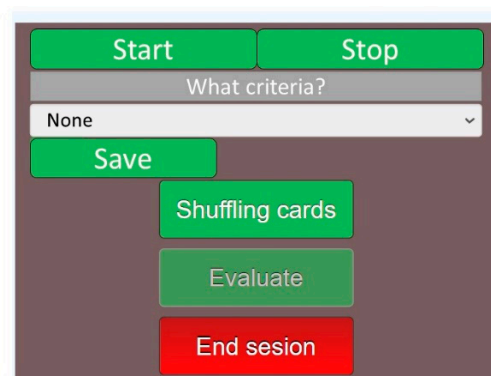 Start Stop
What criteria?
None
Save
Shuffling cards
Evaluate
End sesion